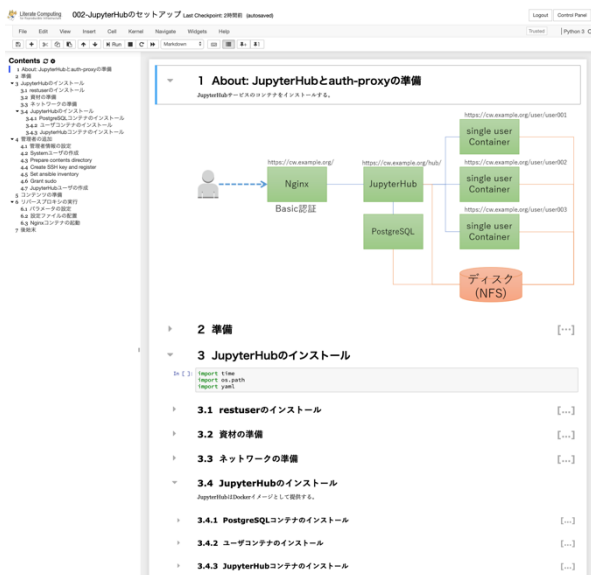 Literate Computing
002-JupyterHubのセットアップ Last Checkpoint: 2時間前 (autosaved)
Logout Control Panel
File Edit View Insert Cell Kernel Navigate Widgets Help
Trusted Python 3
Run
Markdown
Contents
1 About: JupyterHubとauth-proxyの準備
2 準備
3 JupyterHubのインストール
3.1 restuserのインストール
3.2 資材の準備
3.3 ネットワークの準備
3.4 JupyterHubのインストール
3.4.1 PostgreSQLコンテナのインストール
3.4.2 ユーザコンテナのインストール
3.4.3 JupyterHubコンテナのインストール
4 管理者の追加
4.1 管理者情報の設定
4.2 Systemユーザの作成
4.3 Prepare contents directory
4.4 Create SSH key and register
4.5 Set ansible inventory
4.6 Grant sudo
4.7 JupyterHubユーザの作成
5 コンテンツの準備
6 リバースプロキシの実行
6.1 パラメータの設定
6.2 設定ファイルの配置
6.3 Nginxコンテナの起動
7 後始末
1 About: JupyterHubとauth-proxyの準備
JupyterHubサービスのコンテナをインストールする。
https://cw.example.org/user/user001
single user
Container
https://cw.example.org/
Nginx
Basic認証
https://cw.example.org/hub/
JupyterHub
https://cw.example.org/user/user002
single user
Container
https://cw.example.org/user/user003
single user
Container
PostgreSQL
ディスク
(NFS)
2 準備
[...]
3 JupyterHubのインストール
In [ ]: import time
import os.path
import yaml
3.1 restuserのインストール
[...]
3.2 資材の準備
[...]
3.3 ネットワークの準備
[...]
3.4 JupyterHubのインストール
JupyterHubはDockerイメージとして提供する。
3.4.1 PostgreSQLコンテナのインストール
[...]
3.4.2 ユーザコンテナのインストール
[...]
3.4.3 JupyterHubコンテナのインストール
[...]